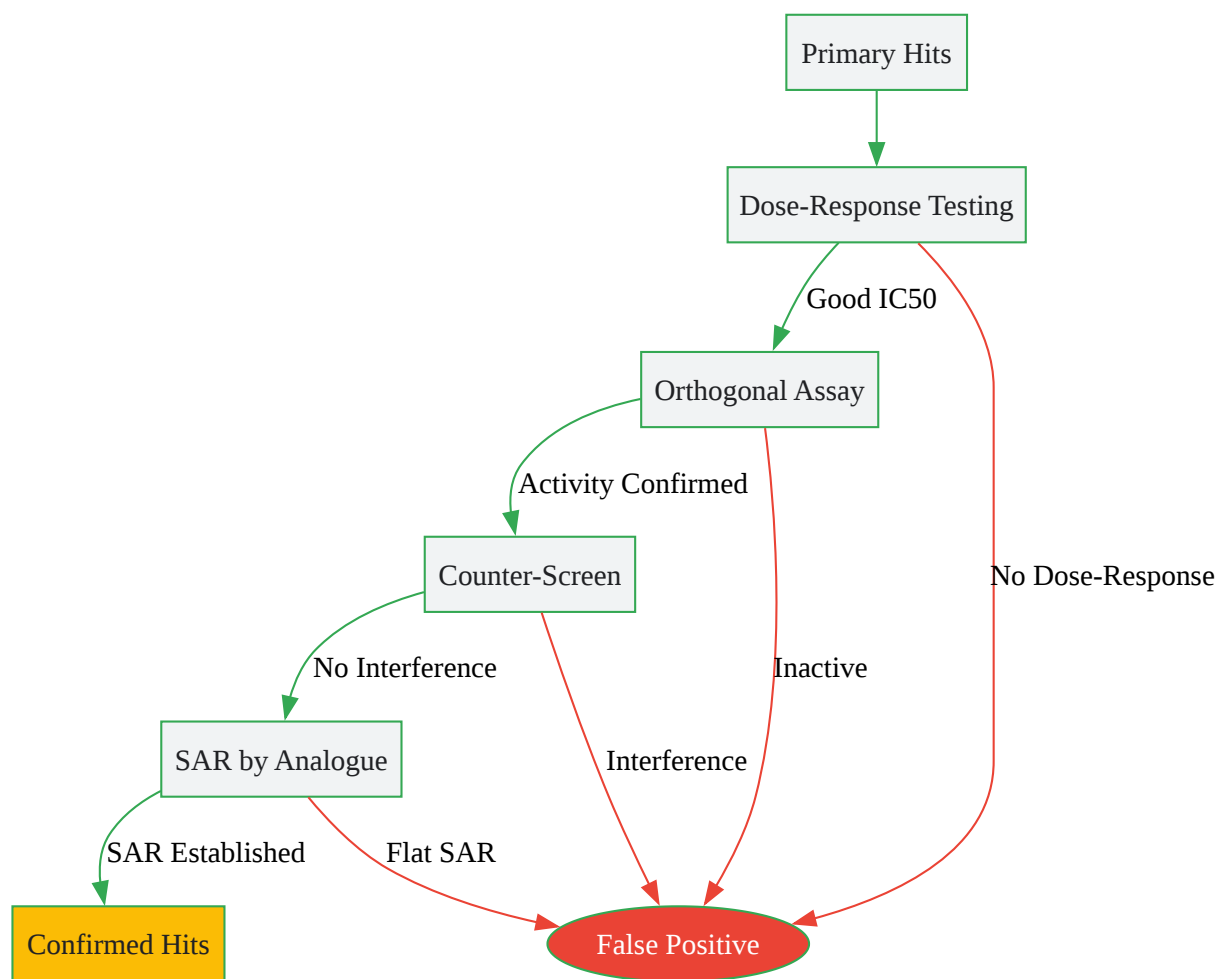 Primary Hits
Dose-Response Testing
Good IC50
Orthogonal Assay
Activity Confirmed
Counter-Screen
No Dose-Response
No Interference
Inactive
SAR by Analogue
Interference
SAR Established
Flat SAR
Confirmed Hits
False Positive